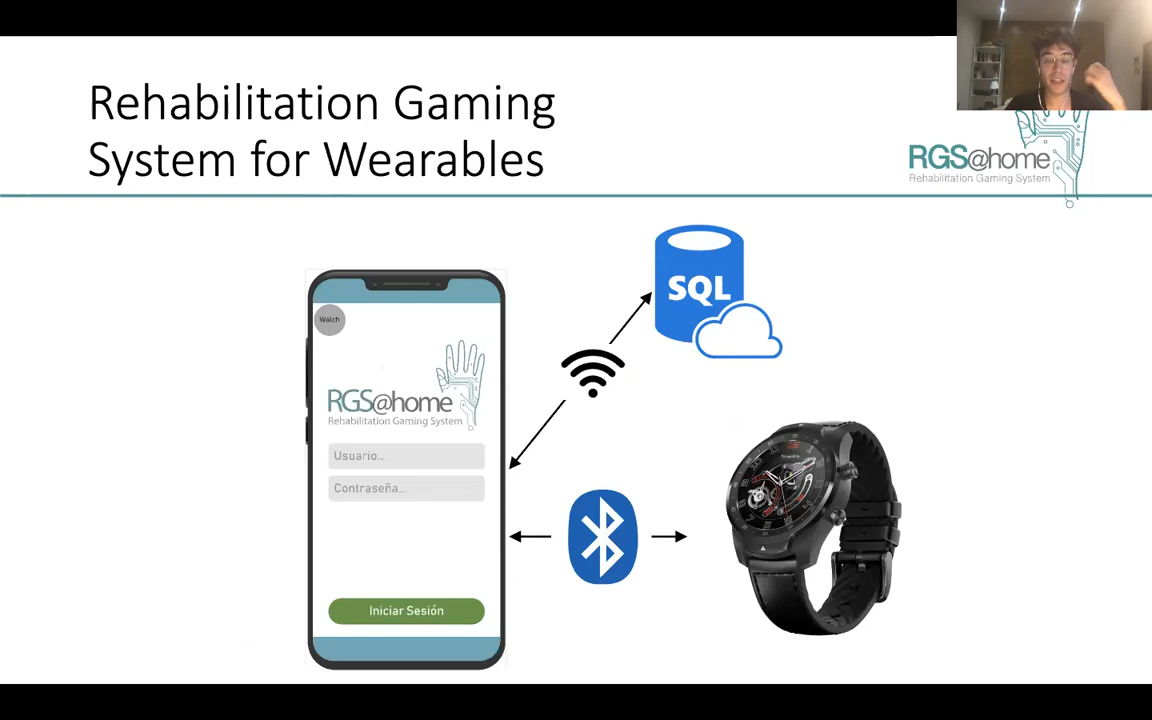 Rehabilitation Gaming
System for Wearables
RGS@home
Rehabilitation Gaming System
SQL
Watch
RGS@home
Rehabilitation Gaming System
Usuario...
Contraseña...
Iniciar Sesión